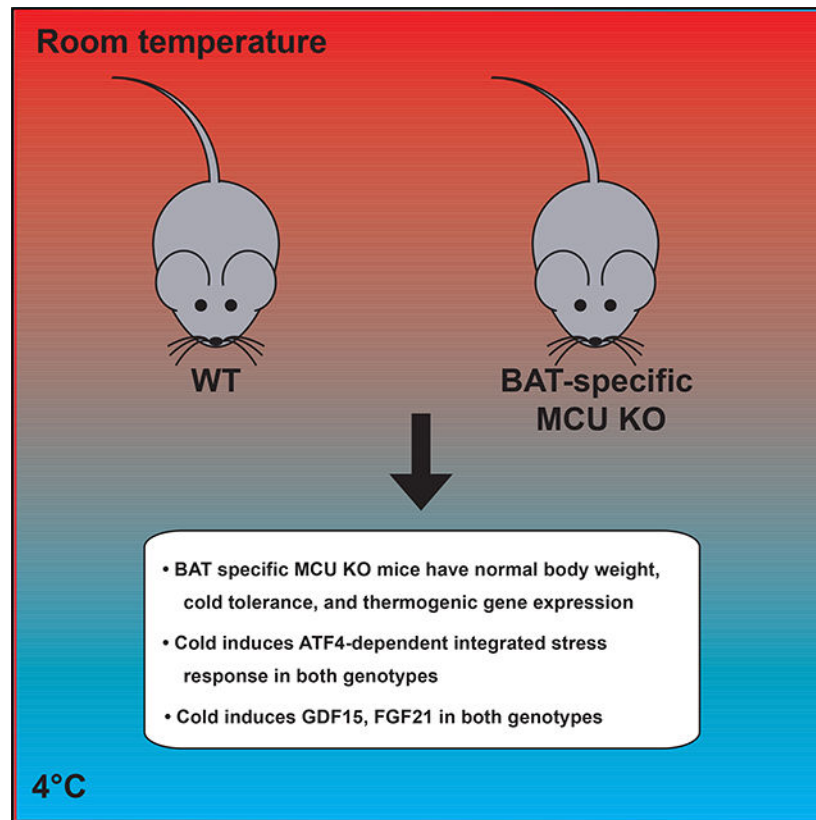 Room temperature
WT
BAT-specific
MCU KO
• BAT specific MCU KO mice have normal body weight,
cold tolerance, and thermogenic gene expression
• Cold induces ATF4-dependent integrated stress
response in both genotypes
• Cold induces GDF15, FGF21 in both genotypes
4°C